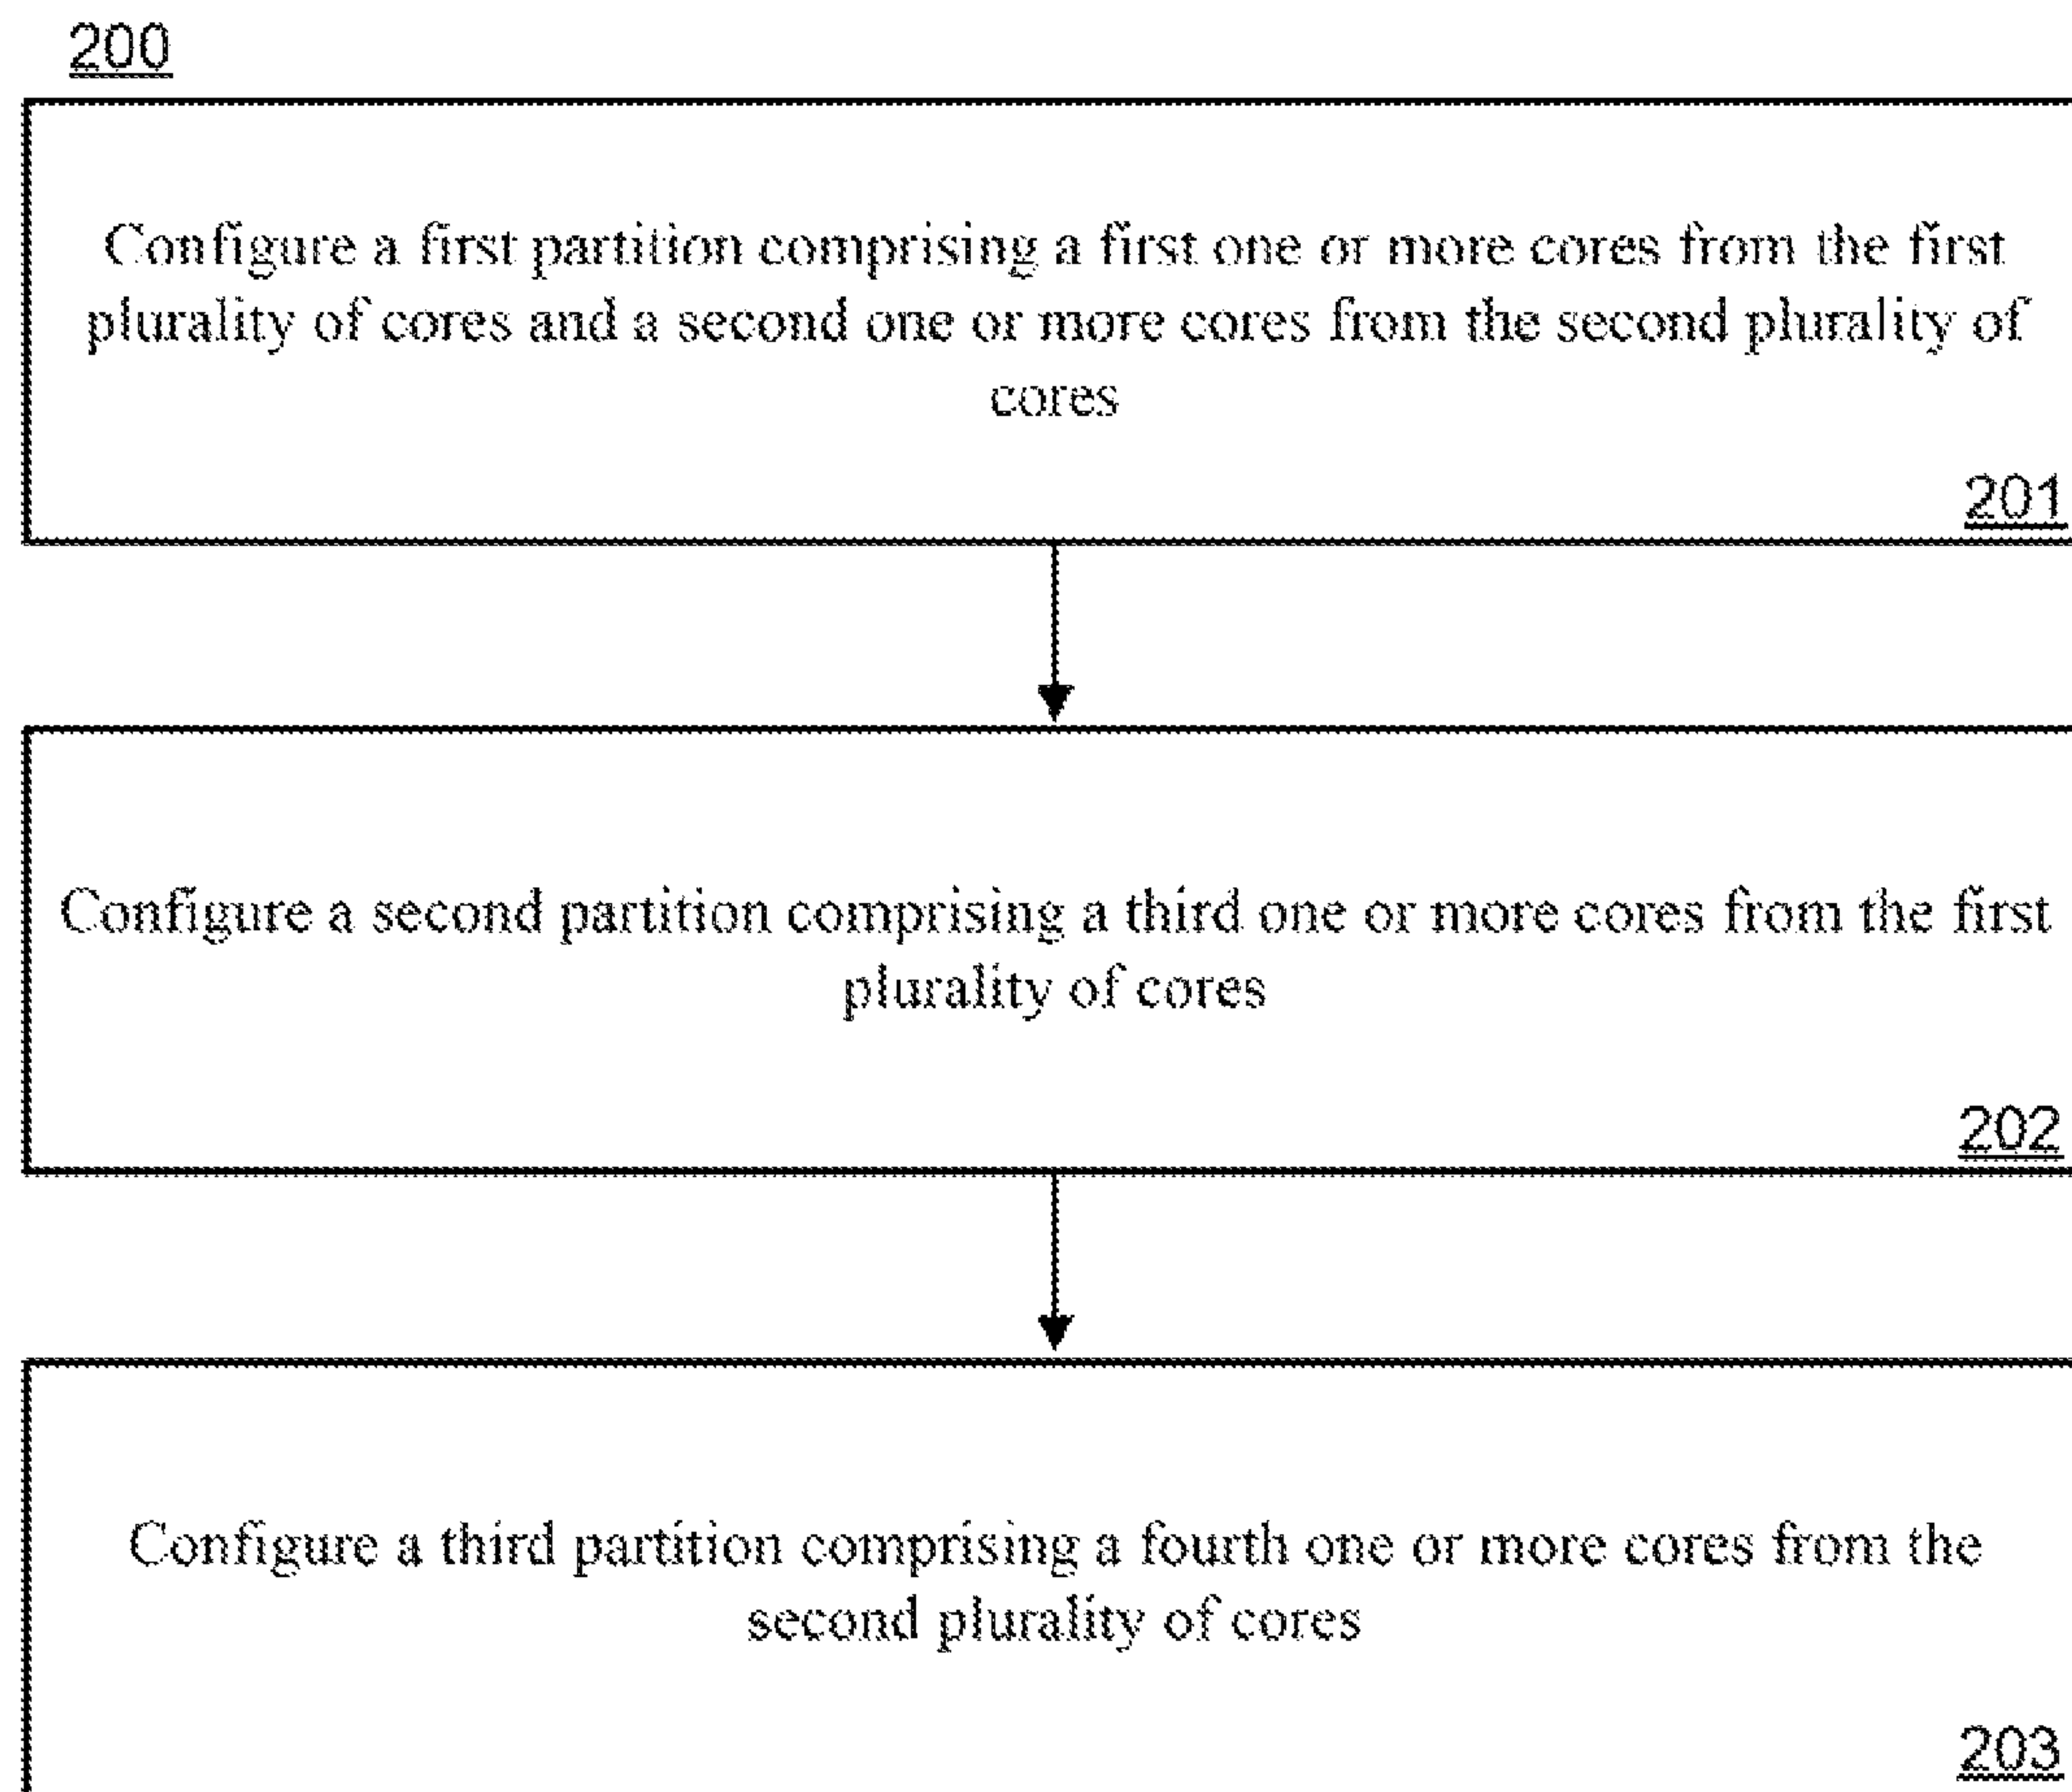 200
Configure a first partition comprising a first one or more cores from the first
plurality of cores and a second one or more cores from the second plurality of
cores
201
Configure a second partition comprising a third one or more cores from the first
plurality of cores
202
Configure a third partition comprising a fourth one or more cores from the
second plurality of cores
203